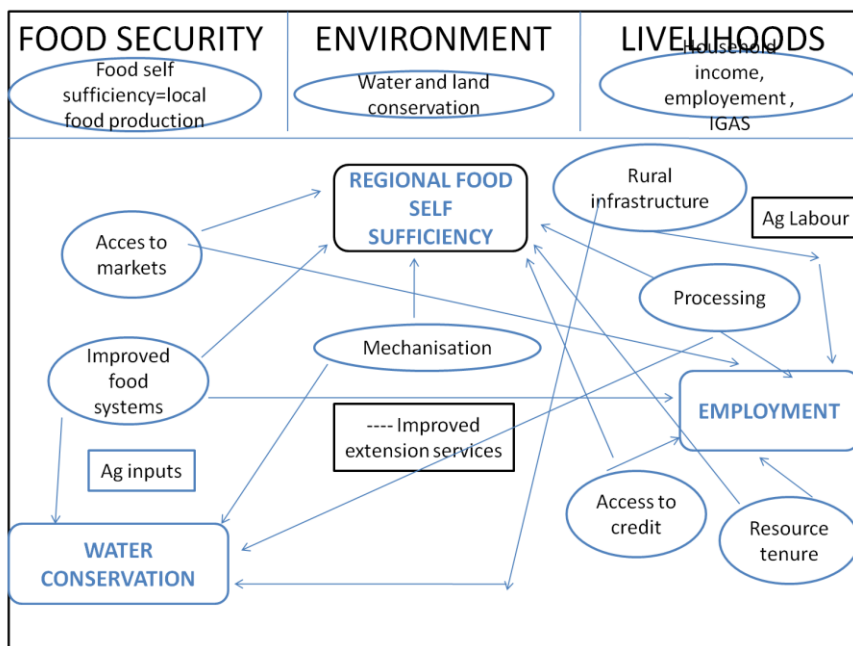 FOOD SECURITY
ENVIRONMENT
LIVELIHOODS
Food self
sufficiency=local
food production
Water and land
conservation
Household
income,
employement ,
IGAS
REGIONAL FOOD
SELF
SUFFICIENCY
Rural
infrastructure
Ag Labour
Acces to
markets
Processing
Improved
food
systems
Mechanisation
EMPLOYMENT
---- Improved
extension services
Ag inputs
Access to
credit
Resource
tenure
WATER
CONSERVATION